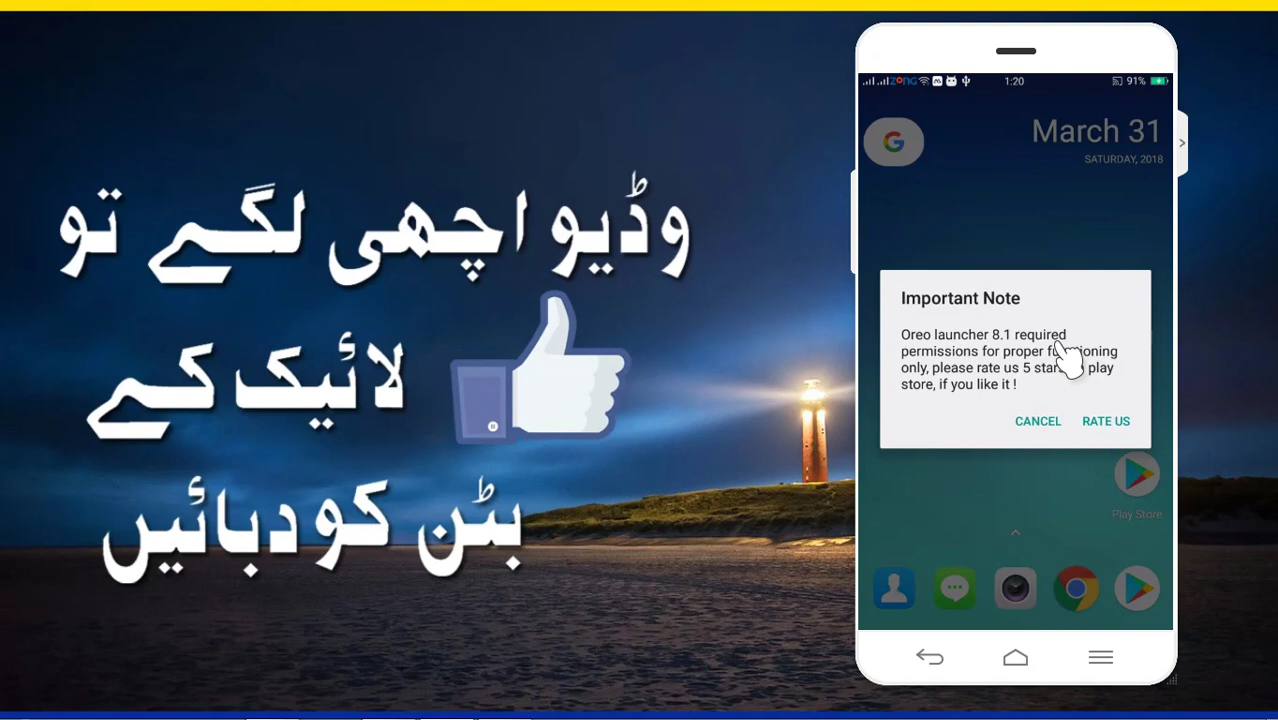 وڈیو اچھی لگے تو
لائیک کے
بٹن کو دبائیں
ZONG
1:20
91%
G
March 31
SATURDAY, 2018
Important Note
Oreo launcher 8.1 required
permissions for proper
only, please rate us 5 play
store, if you like it !
CANCEL RATE US
Play Store